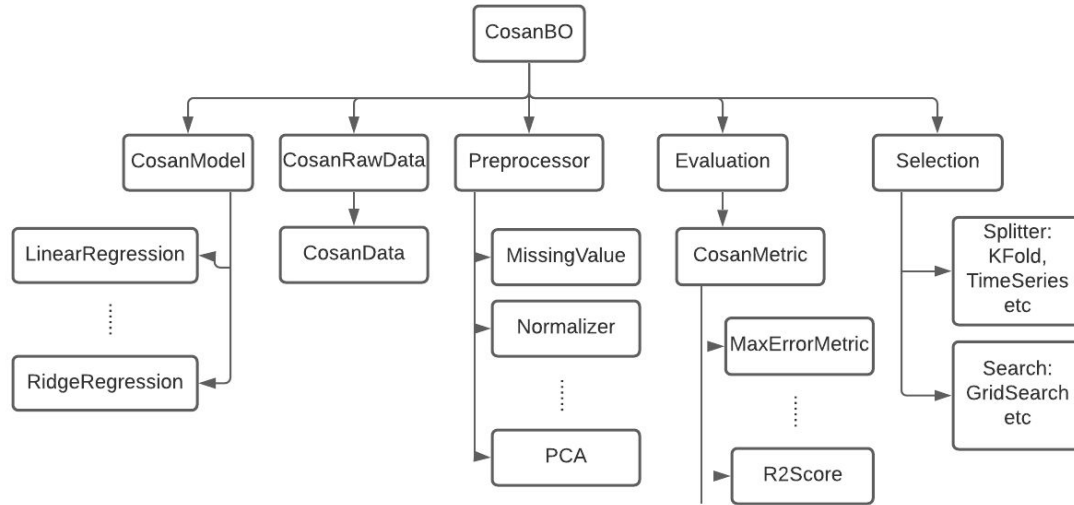 CosanBO
CosanModel
CosanRawData
Preprocessor
Evaluation
Selection
LinearRegression
RidgeRegression
CosanData
MissingValue
Normalizer
PCA
CosanMetric
MaxErrorMetric
R2Score
Splitter:
KFold,
TimeSeries
etc
Search:
GridSearch
etc